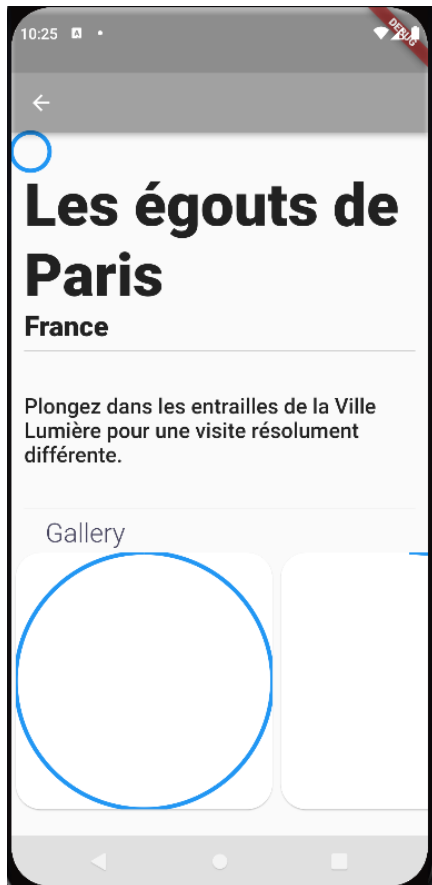 10:25
DEBUG
Les égouts de
Paris
France
Plongez dans les entrailles de la Ville
Lumière pour une visite résolument
différente.
Gallery